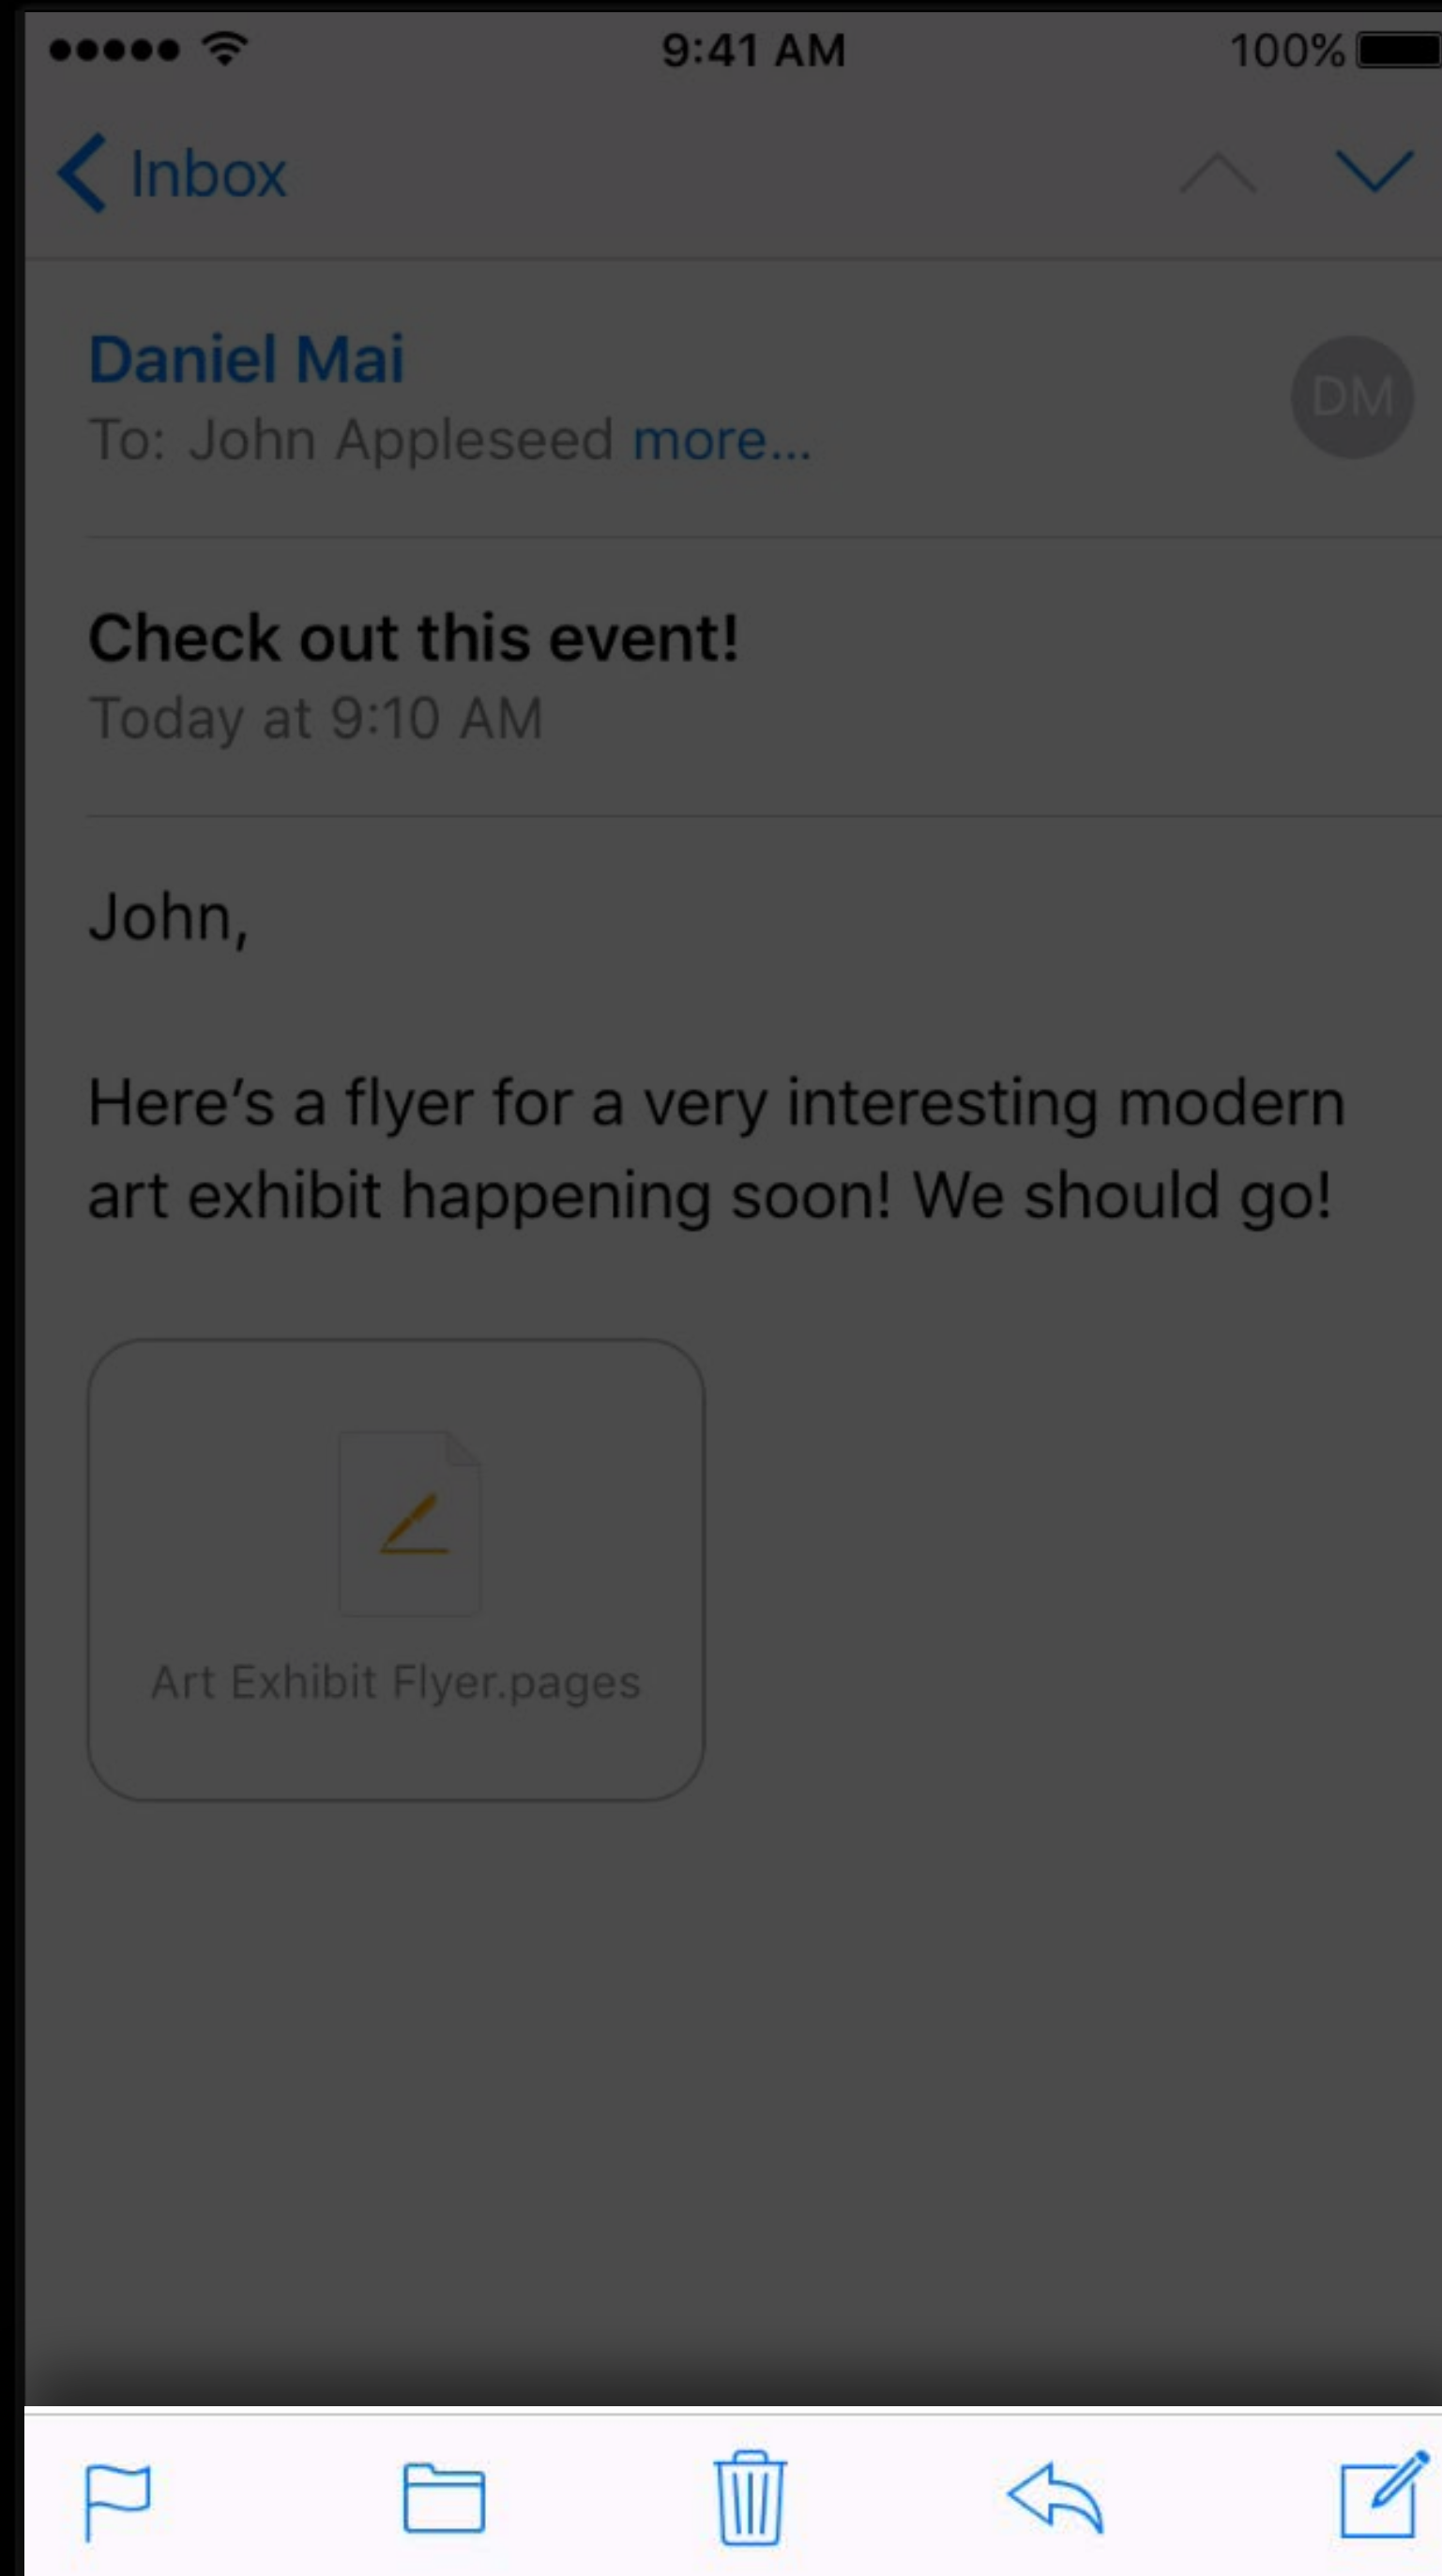 9:41 AM
100%
Inbox
Daniel Mai
DM
To: John Appleseed more...
Check out this event!
Today at 9:10 AM
John,
Here’s a flyer for a very interesting modern
art exhibit happening soon! We should go!
Art Exhibit Flyer.pages